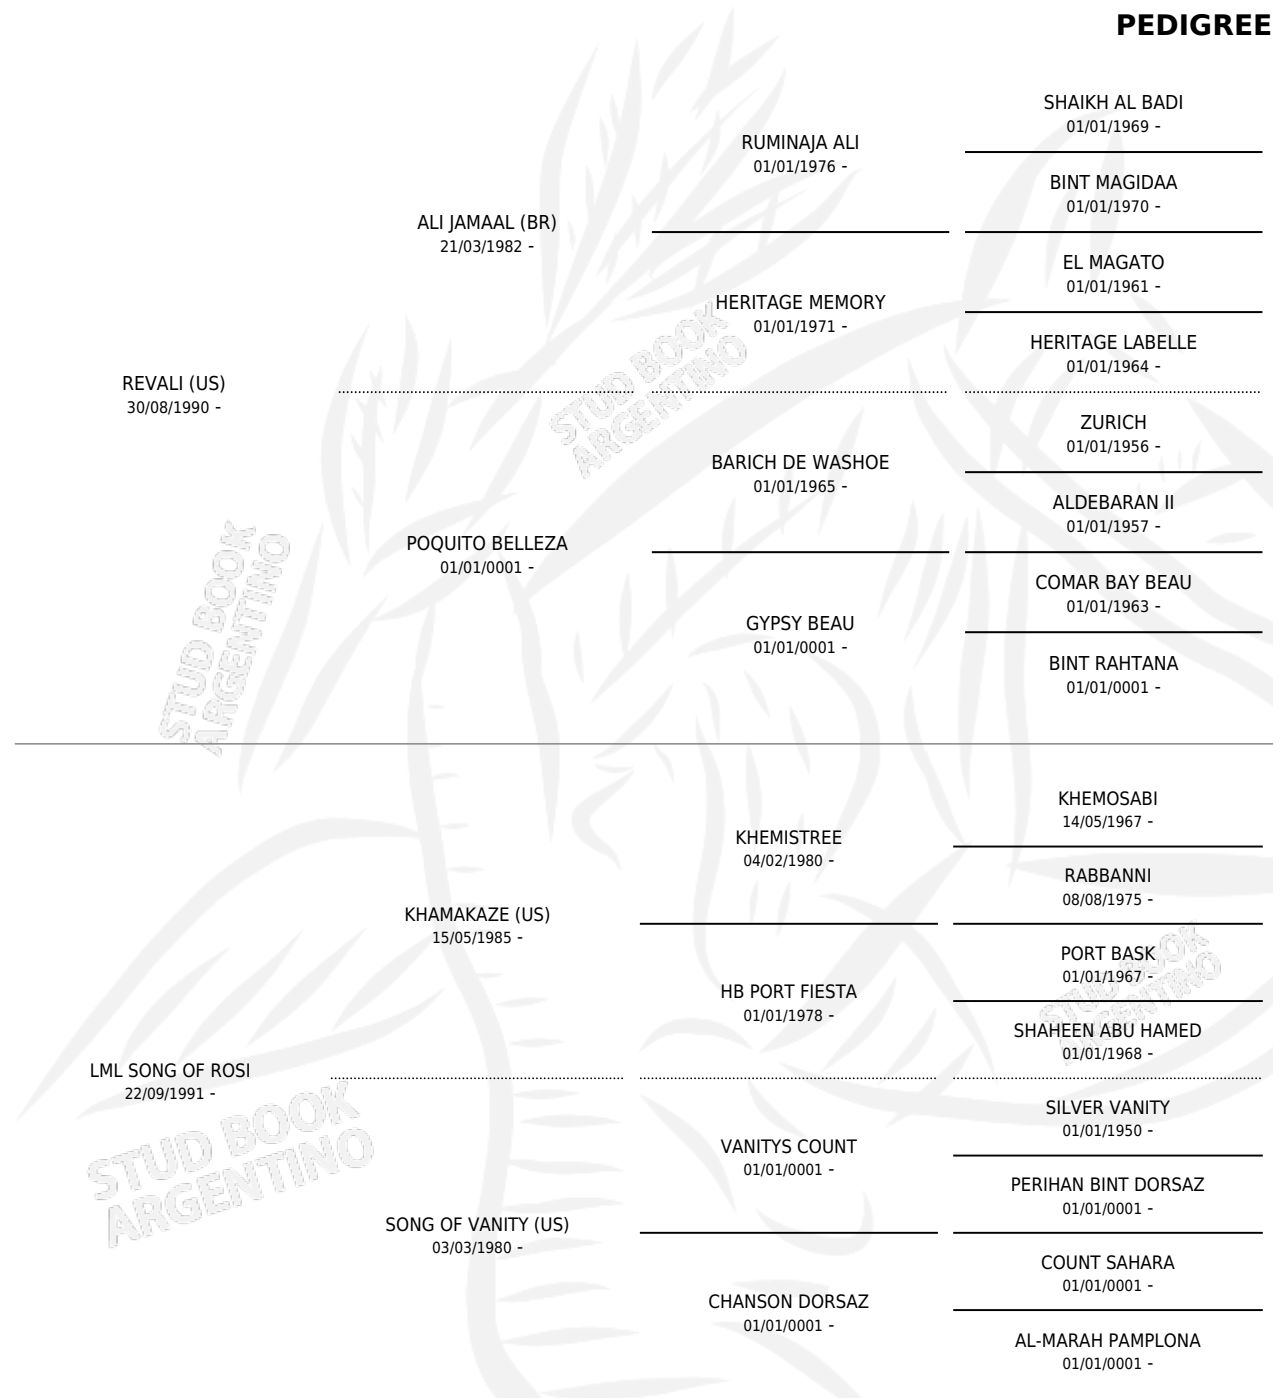 PEDIGREE
SHAIKH AL BADI
01/01/1969 -
RUMINAJA ALI
01/01/1976 -
BINT MAGIDAA
01/01/1970 -
ALI JAMAAL (BR)
21/03/1982 -
EL MAGATO
01/01/1961 -
HERITAGE MEMORY
01/01/1971 -
HERITAGE LABELLE
01/01/1964 -
REVALI (US)
30/08/1990 -
ZURICH
01/01/1956 -
BARICH DE WASHOE
01/01/1965 -
ALDEBARAN II
01/01/1957 -
POQUITO BELLEZA
01/01/0001 -
COMAR BAY BEAU
01/01/1963 -
GYPSY BEAU
01/01/0001 -
BINT RAHTANA
01/01/0001 -
KHEMOSABI
14/05/1967 -
KHEMISTREE
04/02/1980 -
RABBANNI
08/08/1975 -
KHAMAKAZE (US)
15/05/1985 -
PORT BASK
01/01/1967 -
HB PORT FIESTA
01/01/1978 -
SHAHEEN ABU HAMED
01/01/1968 -
LML SONG OF ROSI
22/09/1991 -
SILVER VANITY
01/01/1950 -
VANITYS COUNT
01/01/0001 -
PERIHAN BINT DORSAZ
01/01/0001 -
SONG OF VANITY (US)
03/03/1980 -
COUNT SAHARA
01/01/0001 -
CHANSON DORSAZ
01/01/0001 -
AL-MARAH PAMPLONA
01/01/0001 -
STUD BOOK
ARGENTINO
STUD BOOK
ARGENTINO
STUD BOOK
ARGENTINO
STUD BOOK
ARGENTINO